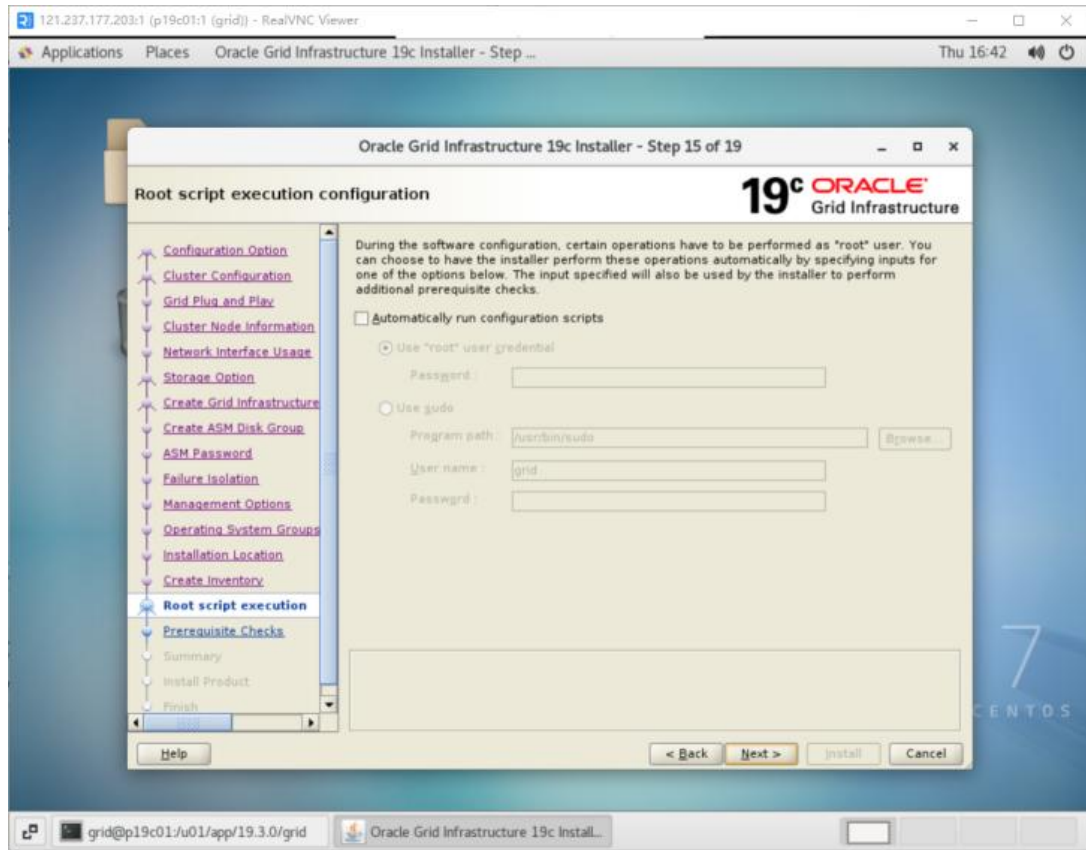 121.237.177.203:1 (p19c01:1 (grid)) - RealVNC Viewer
Applications Places Oracle Grid Infrastructure 19c Installer - Step ... Thu 16:42
Oracle Grid Infrastructure 19c Installer - Step 15 of 19
Root script execution configuration
19c ORACLE
Grid Infrastructure
Configuration Option
Cluster Configuration
Grid Plug and Play
Cluster Node Information
Network Interface Usage
Storage Option
Create Grid Infrastructure
Create ASM Disk Group
ASM Password
Failure Isolation
Management Options
Operating System Groups
Installation Location
Create Inventory
Root script execution
Prerequisite Checks
Summary
Install Product
Finish
During the software configuration, certain operations have to be performed as "root" user. You
can choose to have the installer perform these operations automatically by specifying inputs for
one of the options below. The input specified will also be used by the installer to perform
additional prerequisite checks.
Automatically run configuration scripts
Use "root" user credential
Password :
Use sudo
Program path : /usr/bin/sudo Browse...
User name : grid
Password :
Help < Back Next > Install Cancel
7
CENTOS
grid@p19c01:/u01/app/19.3.0/grid Oracle Grid Infrastructure 19c Install...